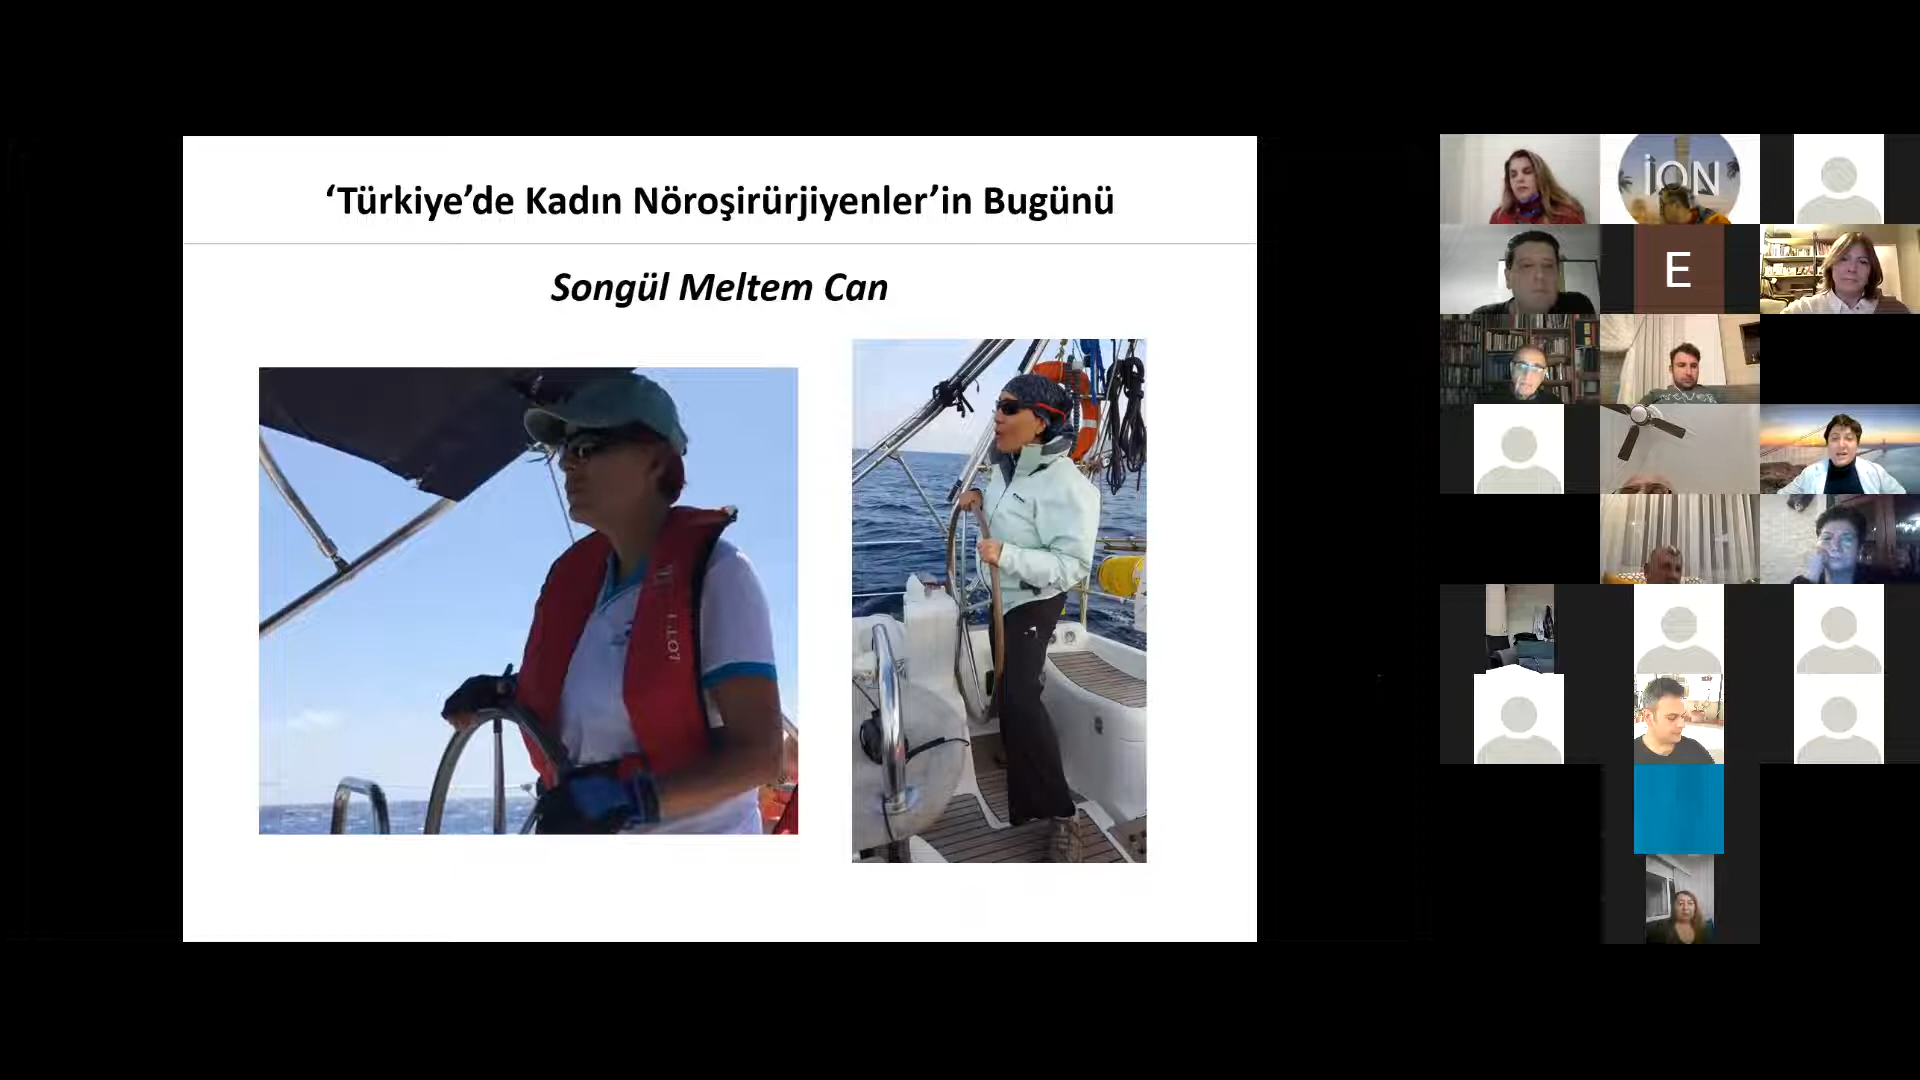 ‘Türkiye’de Kadın Nöroşirürjiyenler’in Bugünü
Songül Meltem Can
İON
E